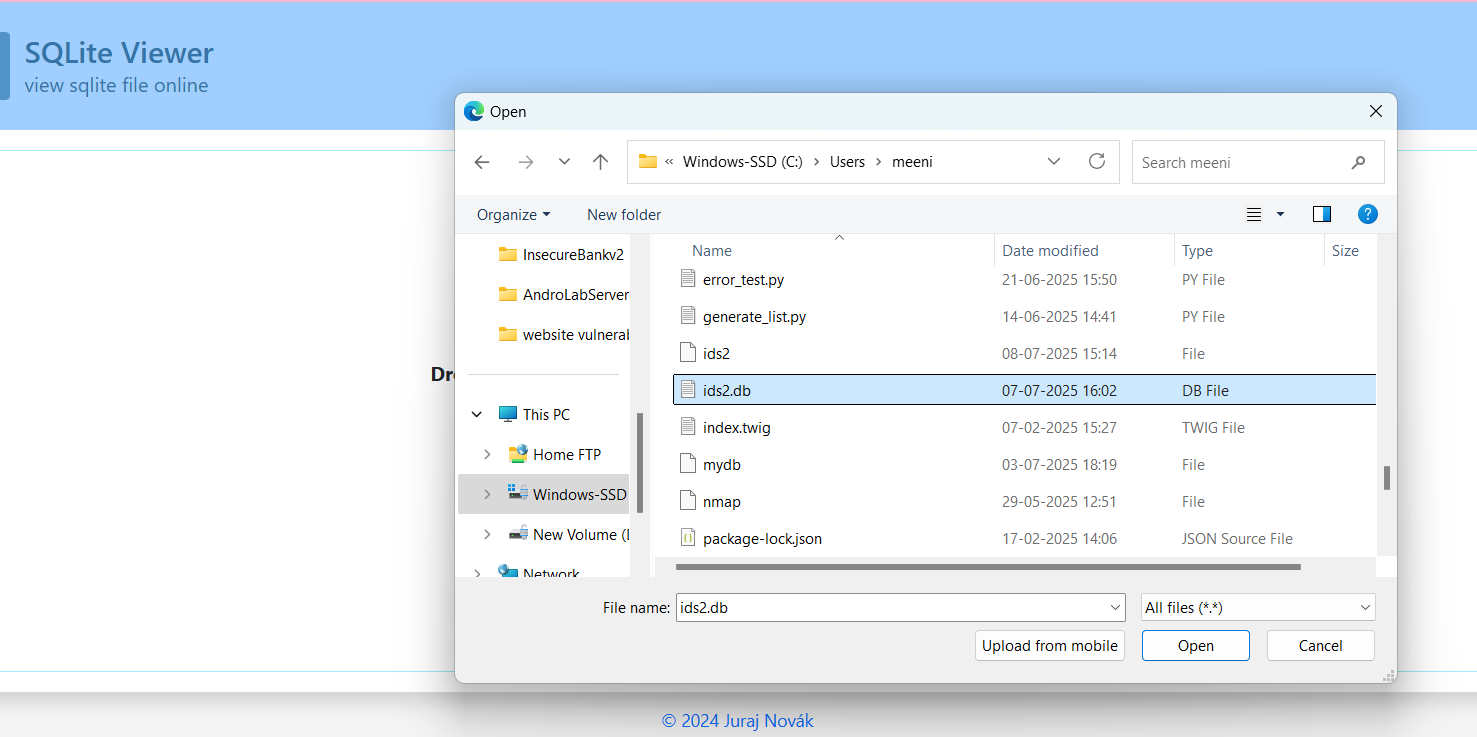 SQLite Viewer
view sqlite file online
Open
« Windows-SSD (C:) > Users > meeni
Search meeni
Organize
New folder
?
InsecureBankv2
AndroLabServer
website vulnerab
This PC
Home FTP
Windows-SSD
New Volume (
Network
Name Date modified Type Size
error_test.py 21-06-2025 15:50 PY File
generate_list.py 14-06-2025 14:41 PY File
ids2 08-07-2025 15:14 File
ids2.db 07-07-2025 16:02 DB File
index.twig 07-02-2025 15:27 TWIG File
mydb 03-07-2025 18:19 File
nmap 29-05-2025 12:51 File
package-lock.json 17-02-2025 14:06 JSON Source File
File name: ids2.db All files (*.*)
Upload from mobile Open Cancel
© 2024 Juraj Novák